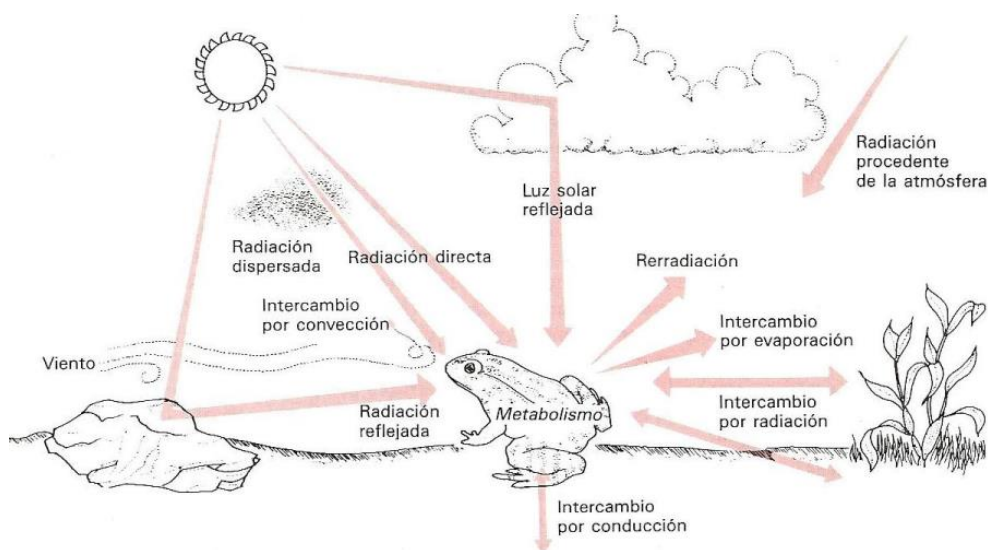 Radiación
procedente
de la atmósfera
Luz solar
reflejada
Radiación
dispersada
Radiación directa
Rerradiación
Intercambio
por convección
Intercambio
por evaporación
Viento
Radiación
reflejada
Metabolismo
Intercambio
por radiación
Intercambio
por conducción